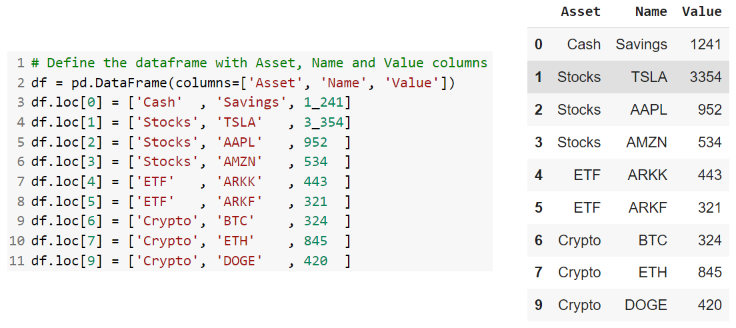 1 # Define the dataframe with Asset, Name and Value columns
2 df = pd.DataFrame(columns=['Asset', 'Name', 'Value'])
3 df.loc[0] = ['Cash'  , 'Savings', 1_241]
4 df.loc[1] = ['Stocks', 'TSLA'   , 3_354]
5 df.loc[2] = ['Stocks', 'AAPL'   , 952  ]
6 df.loc[3] = ['Stocks', 'AMZN'   , 534  ]
7 df.loc[4] = ['ETF'   , 'ARKK'   , 443  ]
8 df.loc[5] = ['ETF'   , 'ARKF'   , 321  ]
9 df.loc[6] = ['Crypto', 'BTC'    , 324  ]
10 df.loc[7] = ['Crypto', 'ETH'    , 845  ]
11 df.loc[9] = ['Crypto', 'DOGE'   , 420  ]
Asset Name Value
0 Cash Savings 1241
1 Stocks TSLA 3354
2 Stocks AAPL 952
3 Stocks AMZN 534
4 ETF ARKK 443
5 ETF ARKF 321
6 Crypto BTC 324
7 Crypto ETH 845
9 Crypto DOGE 420